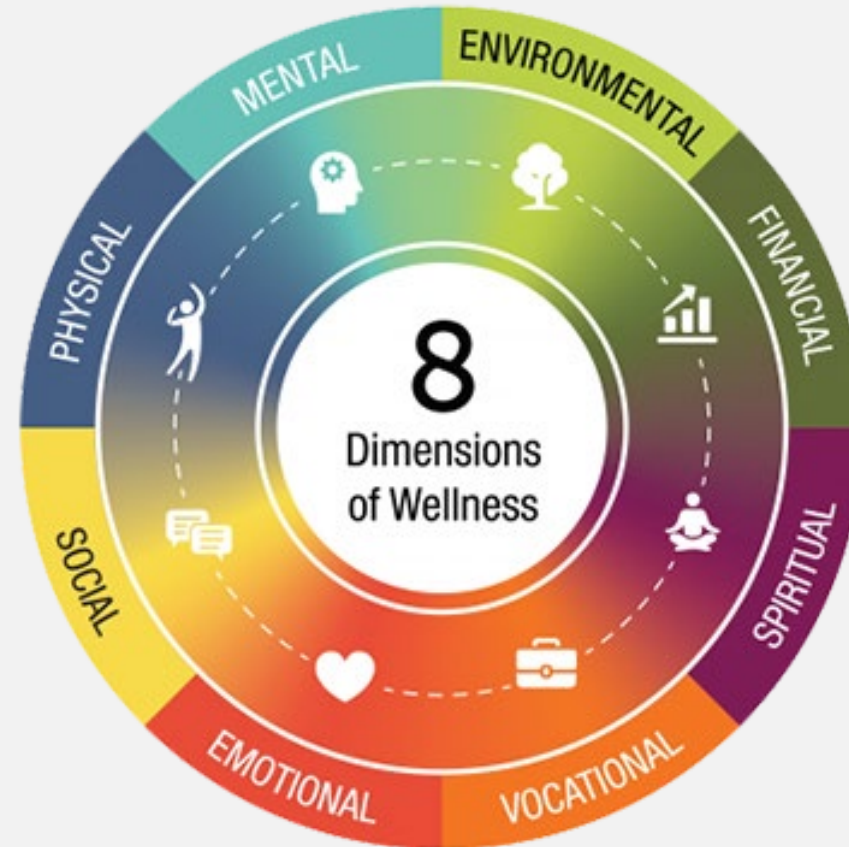 MENTAL
ENVIRONMENTAL
FINANCIAL
SPIRITUAL
VOCATIONAL
EMOTIONAL
SOCIAL
PHYSICAL
8
Dimensions
of Wellness